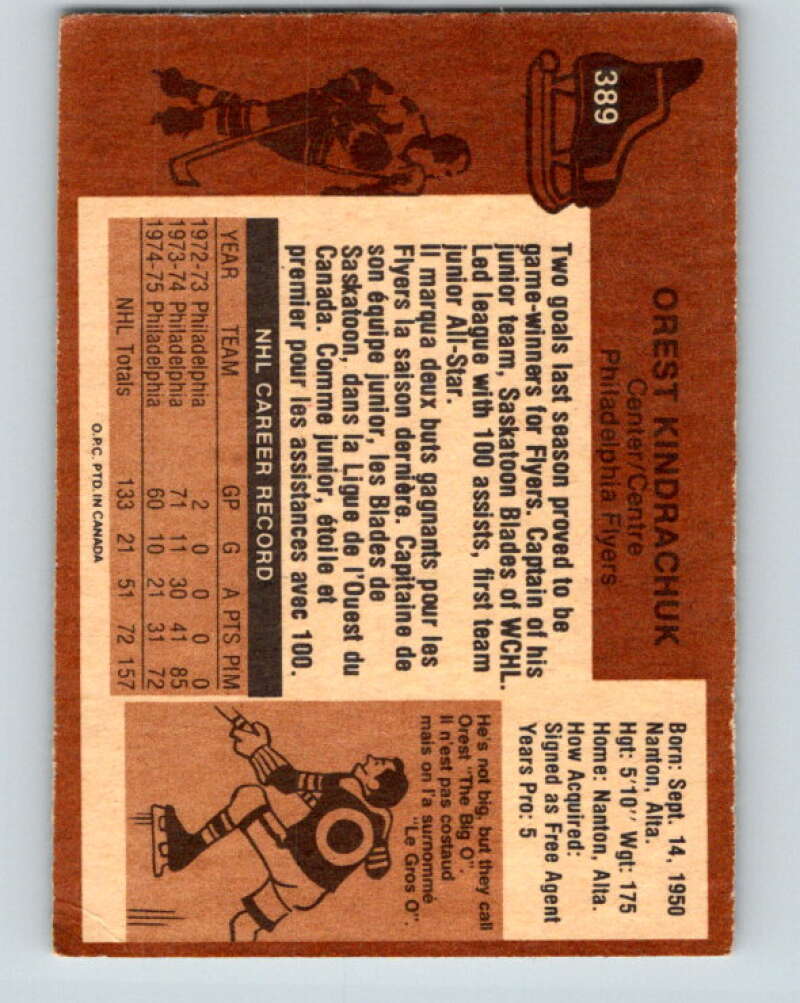 389
OREST KINDRACHUK
Center/Centre
Philadelphia Flyers
Born: Sept. 14, 1950
Nanton, Alta.
Hgt: 5'10" Wgt: 175
Home: Nanton, Alta.
How Acquired:
Signed as Free Agent
Years Pro: 5
Two goals last season proved to be
game-winners for Flyers. Captain of his
junior team, Saskatoon Blades of WCHL.
Led league with 100 assists, first team
junior All-Star.
Il marqua deux buts gagnants pour les
Flyers la saison dernière. Capitaine de
son équipe junior, les Blades de
Saskatoon, dans la Ligue de l'Ouest du
Canada. Comme junior, étoile et
premier pour les assistances avec 100.
He's not big, but they call
Orest "The Big O".
Il n'est pas costaud
mais on l'a surnommé
"Le Gros O".
NHL CAREER RECORD
YEAR TEAM GP G A PTS PIM
1972-73 Philadelphia 2 0 0 0 0
1973-74 Philadelphia 71 11 30 41 85
1974-75 Philadelphia 60 10 21 31 72
NHL Totals 133 21 51 72 157
O.P.C. PTD. IN CANADA